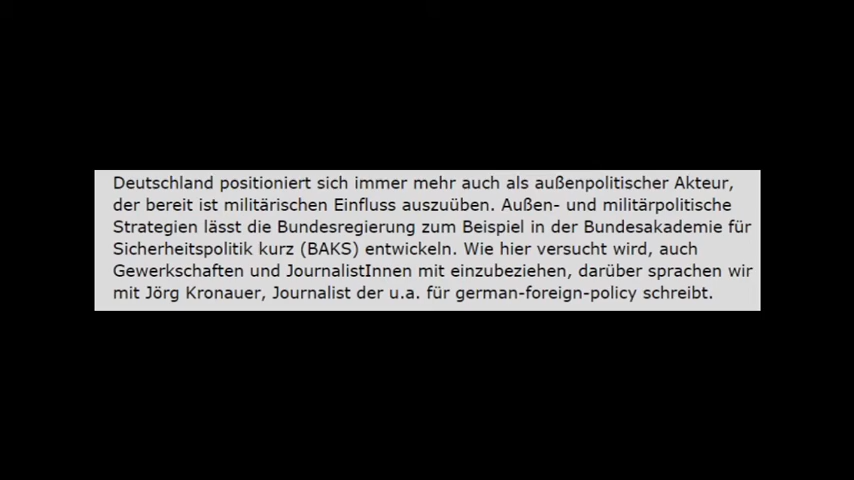 Deutschland positioniert sich immer mehr auch als außenpolitischer Akteur,
der bereit ist militärischen Einfluss auszuüben. Außen- und militärpolitische
Strategien lässt die Bundesregierung zum Beispiel in der Bundesakademie für
Sicherheitspolitik kurz (BAKS) entwickeln. Wie hier versucht wird, auch
Gewerkschaften und JournalistInnen mit einzubeziehen, darüber sprachen wir
mit Jörg Kronauer, Journalist der u.a. für german-foreign-policy schreibt.